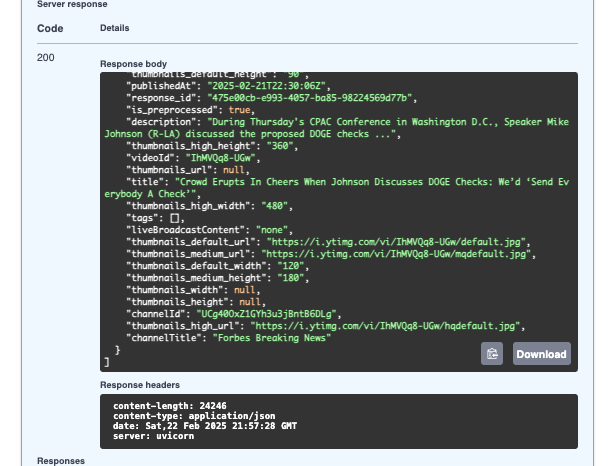 Server response
Code Details
200
Response body
"thumbnails_default_height": "90",
"publishedAt": "2025-02-21T22:30:06Z",
"response_id": "475e00cb-e993-4057-ba85-98224569d77b",
"is_preprocessed": true,
"description": "During Thursday's CPAC Conference in Washington D.C., Speaker Mike
Johnson (R-LA) discussed the proposed DOGE checks ...",
"thumbnails_high_height": "360",
"videoId": "IhMVQq8-UGw",
"thumbnails_url": null,
"title": "Crowd Erupts In Cheers When Johnson Discusses DOGE Checks: We'd ‘Send Ev
erybody A Check’",
"thumbnails_high_width": "480",
"tags": [],
"liveBroadcastContent": "none",
"thumbnails_default_url": "https://i.ytimg.com/vi/IhMVQq8-UGw/default.jpg",
"thumbnails_medium_url": "https://i.ytimg.com/vi/IhMVQq8-UGw/mqdefault.jpg",
"thumbnails_default_width": "120",
"thumbnails_medium_height": "180",
"thumbnails_width": null,
"thumbnails_height": null,
"channelId": "UCg40OxZ1GYh3u3jBntB6DLg",
"thumbnails_high_url": "https://i.ytimg.com/vi/IhMVQq8-UGw/hqdefault.jpg",
"channelTitle": "Forbes Breaking News"
}
]
Download
Response headers
content-length: 24246
content-type: application/json
date: Sat,22 Feb 2025 21:57:28 GMT
server: uvicorn
Responses